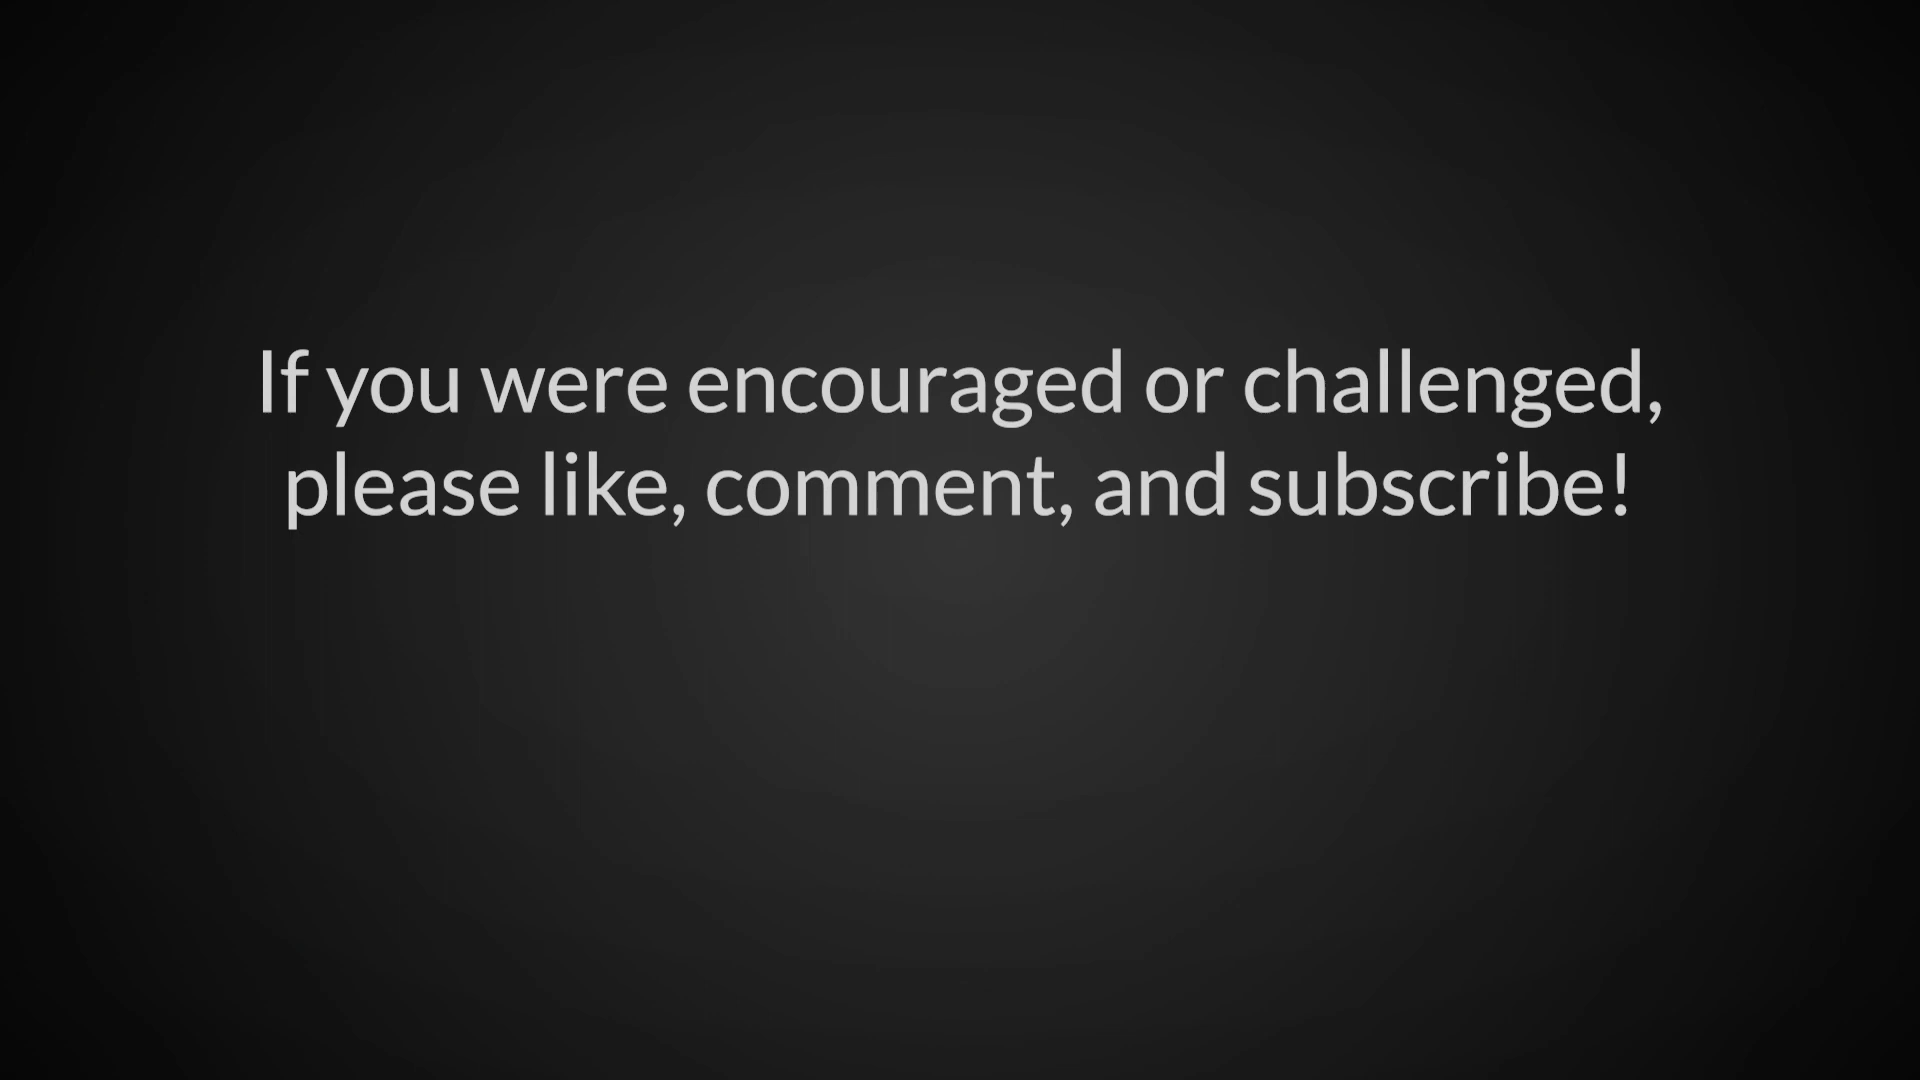 If you were encouraged or challenged,
please like, comment, and subscribe!